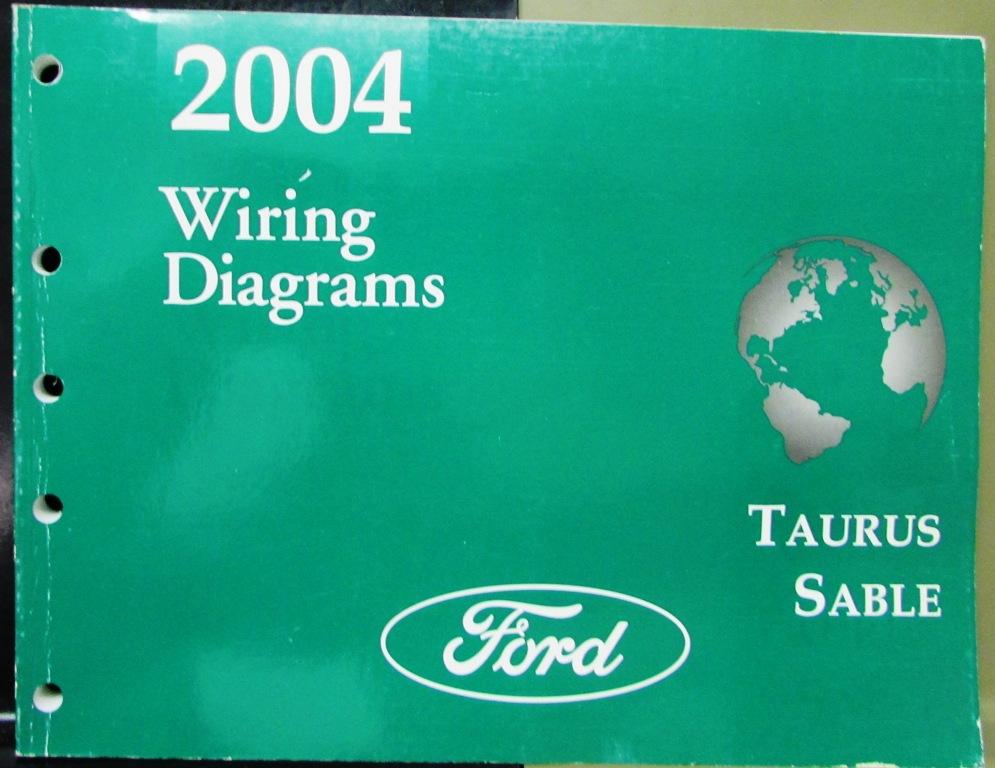 2004
Wiring
Diagrams
TAURUS
SABLE
Ford